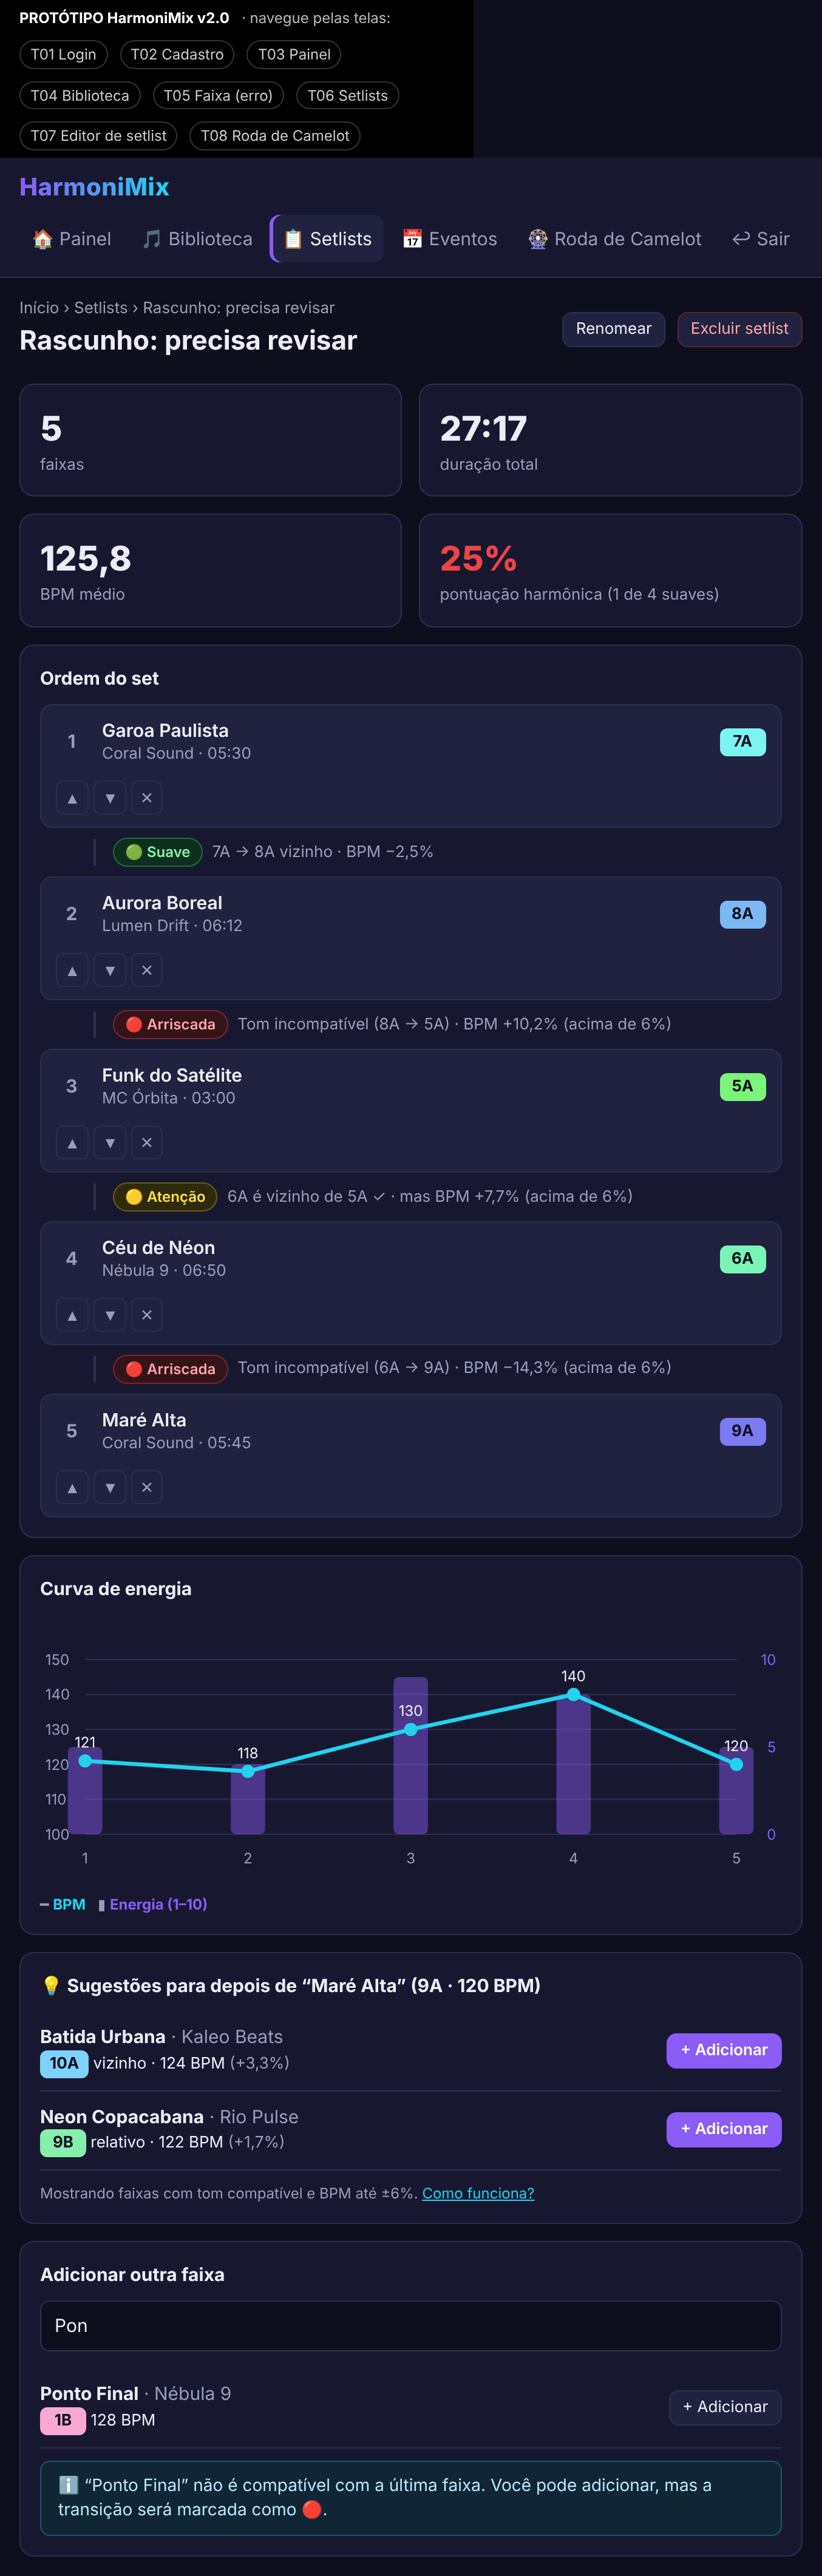 PROTÓTIPO HarmoniMix v2.0 · navegue pelas telas:
T01 Login T02 Cadastro T03 Painel
T04 Biblioteca T05 Faixa (erro) T06 Setlists
T07 Editor de setlist T08 Roda de Camelot
HarmoniMix
🏠 Painel 🎵 Biblioteca 📋 Setlists 📅 Eventos 🎡 Roda de Camelot ↩ Sair
Início › Setlists › Rascunho: precisa revisar
Rascunho: precisa revisar
Renomear Excluir setlist
5
faixas
27:17
duração total
125,8
BPM médio
25%
pontuação harmônica (1 de 4 suaves)
Ordem do set
1 Garoa Paulista 7A
Coral Sound · 05:30
▲ ▼ ✕
🟢 Suave 7A → 8A vizinho · BPM −2,5%
2 Aurora Boreal 8A
Lumen Drift · 06:12
▲ ▼ ✕
🔴 Arriscada Tom incompatível (8A → 5A) · BPM +10,2% (acima de 6%)
3 Funk do Satélite 5A
MC Órbita · 03:00
▲ ▼ ✕
🟡 Atenção 6A é vizinho de 5A ✓ · mas BPM +7,7% (acima de 6%)
4 Céu de Néon 6A
Nébula 9 · 06:50
▲ ▼ ✕
🔴 Arriscada Tom incompatível (6A → 9A) · BPM −14,3% (acima de 6%)
5 Maré Alta 9A
Coral Sound · 05:45
▲ ▼ ✕
Curva de energia
150 10
140 140
130 130
121 120 5
120 118
110
100 0
1 2 3 4 5
━ BPM ▮ Energia (1–10)
💡 Sugestões para depois de “Maré Alta” (9A · 120 BPM)
Batida Urbana · Kaleo Beats
10A vizinho · 124 BPM (+3,3%)
+ Adicionar
Neon Copacabana · Rio Pulse
9B relativo · 122 BPM (+1,7%)
+ Adicionar
Mostrando faixas com tom compatível e BPM até ±6%. Como funciona?
Adicionar outra faixa
Pon
Ponto Final · Nébula 9
1B 128 BPM
+ Adicionar
ℹ️ “Ponto Final” não é compatível com a última faixa. Você pode adicionar, mas a
transição será marcada como 🔴.